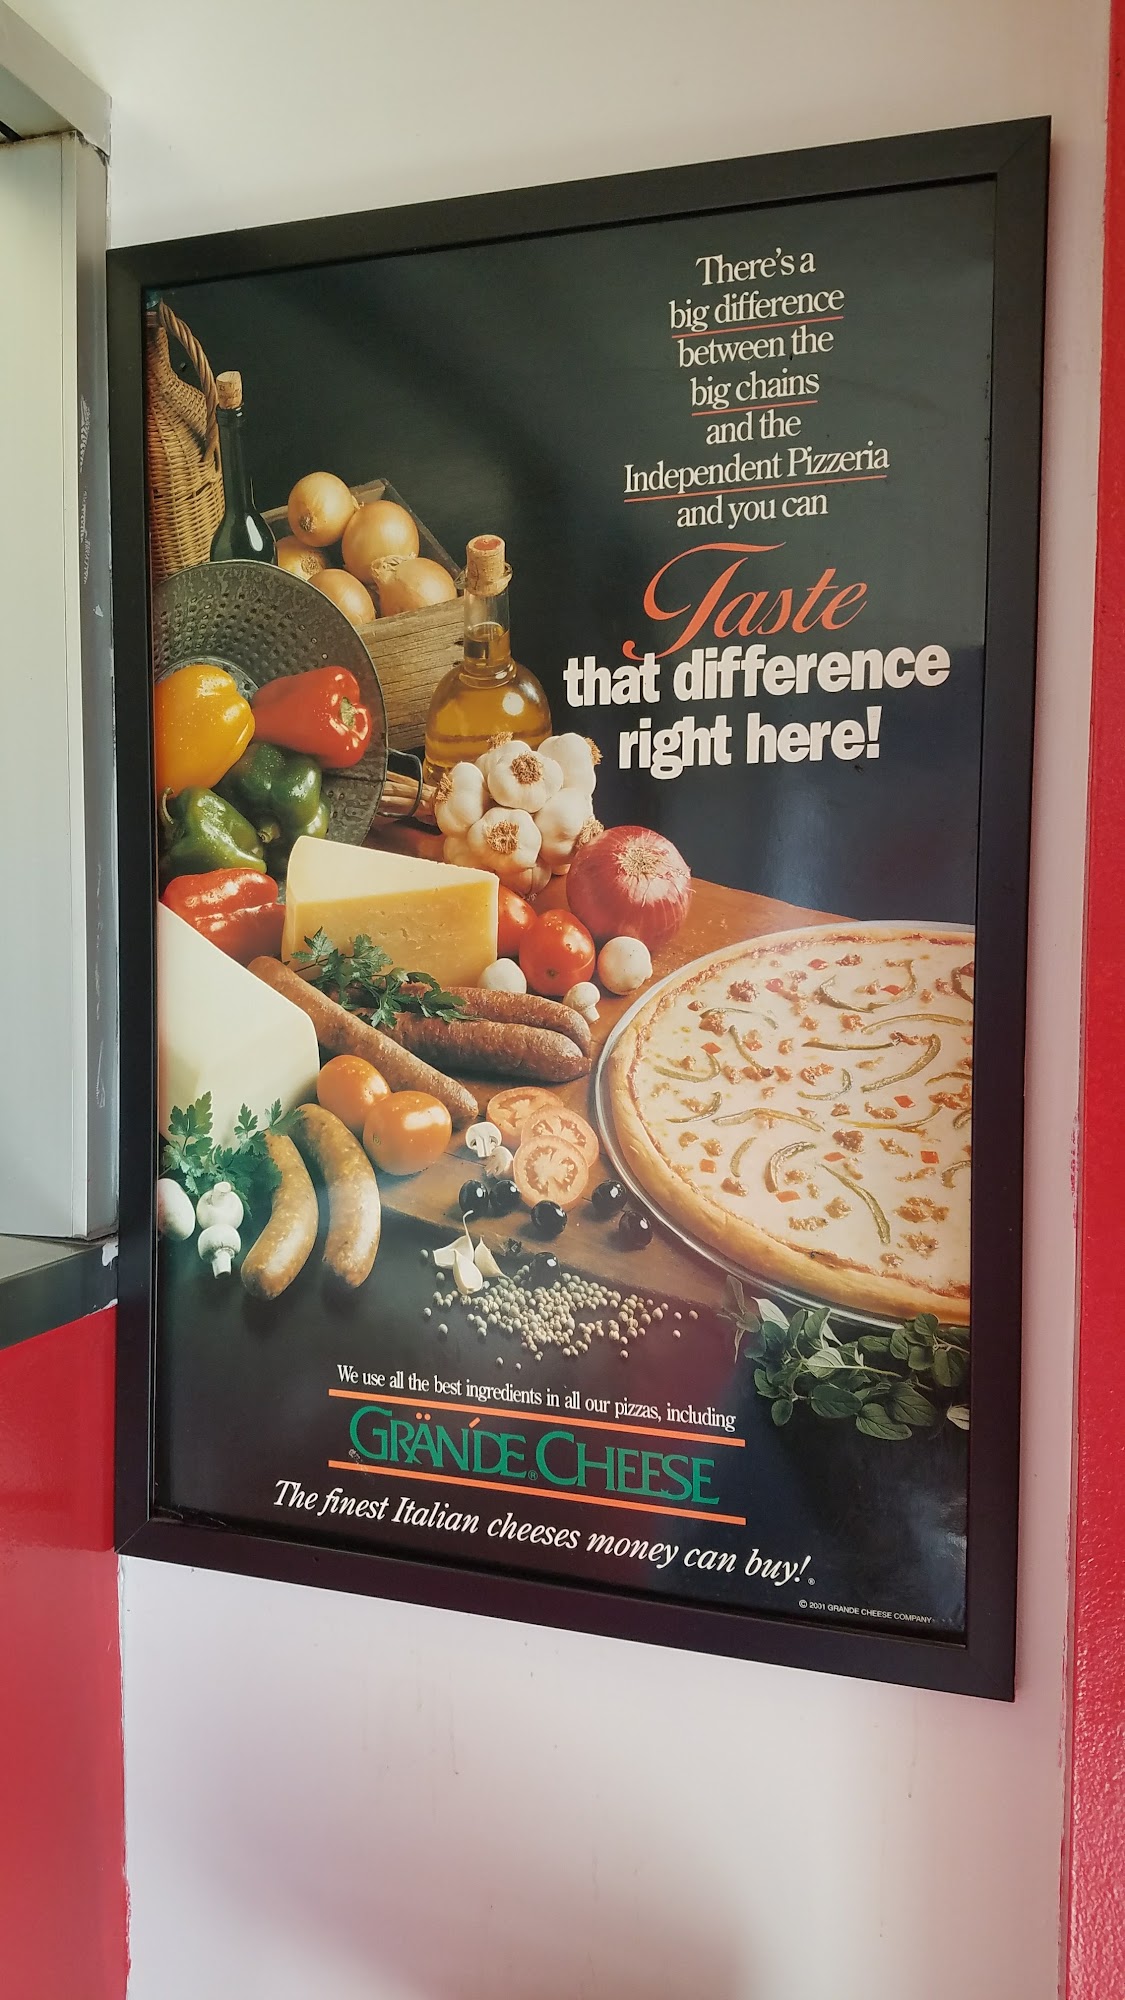 There's a
big difference
between the
big chains
and the
Independent Pizzeria
and you can
Taste
that difference
right here!
We use all the best ingredients in all our pizzas, including
GRANDE® CHEESE
The finest Italian cheeses money can buy!®
© 2001 GRANDE CHEESE COMPANY